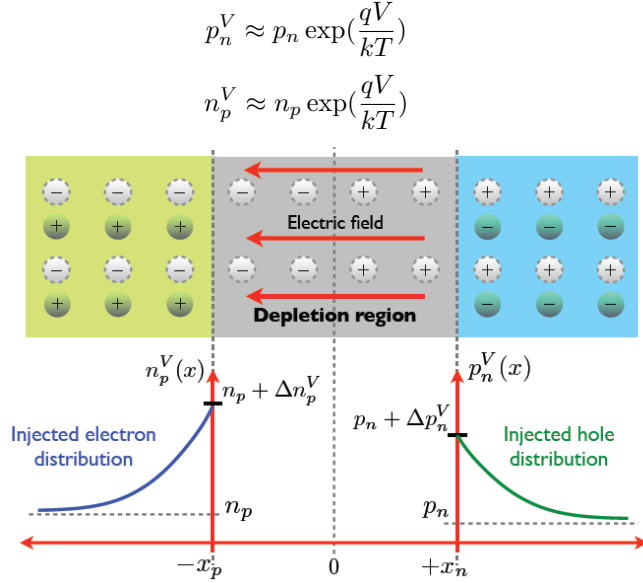 p_n^V ≈ p_n exp(qV/kT)
n_p^V ≈ n_p exp(qV/kT)
− − − − − + + + + +
Electric field
+ + + − − −
− − − − − + + + + +
+ + + − − −
Depletion region
n_p^V(x) p_n^V(x)
n_p + Δn_p^V
p_n + Δp_n^V
Injected electron
distribution
Injected hole
distribution
n_p p_n
−x_p 0 +x_n